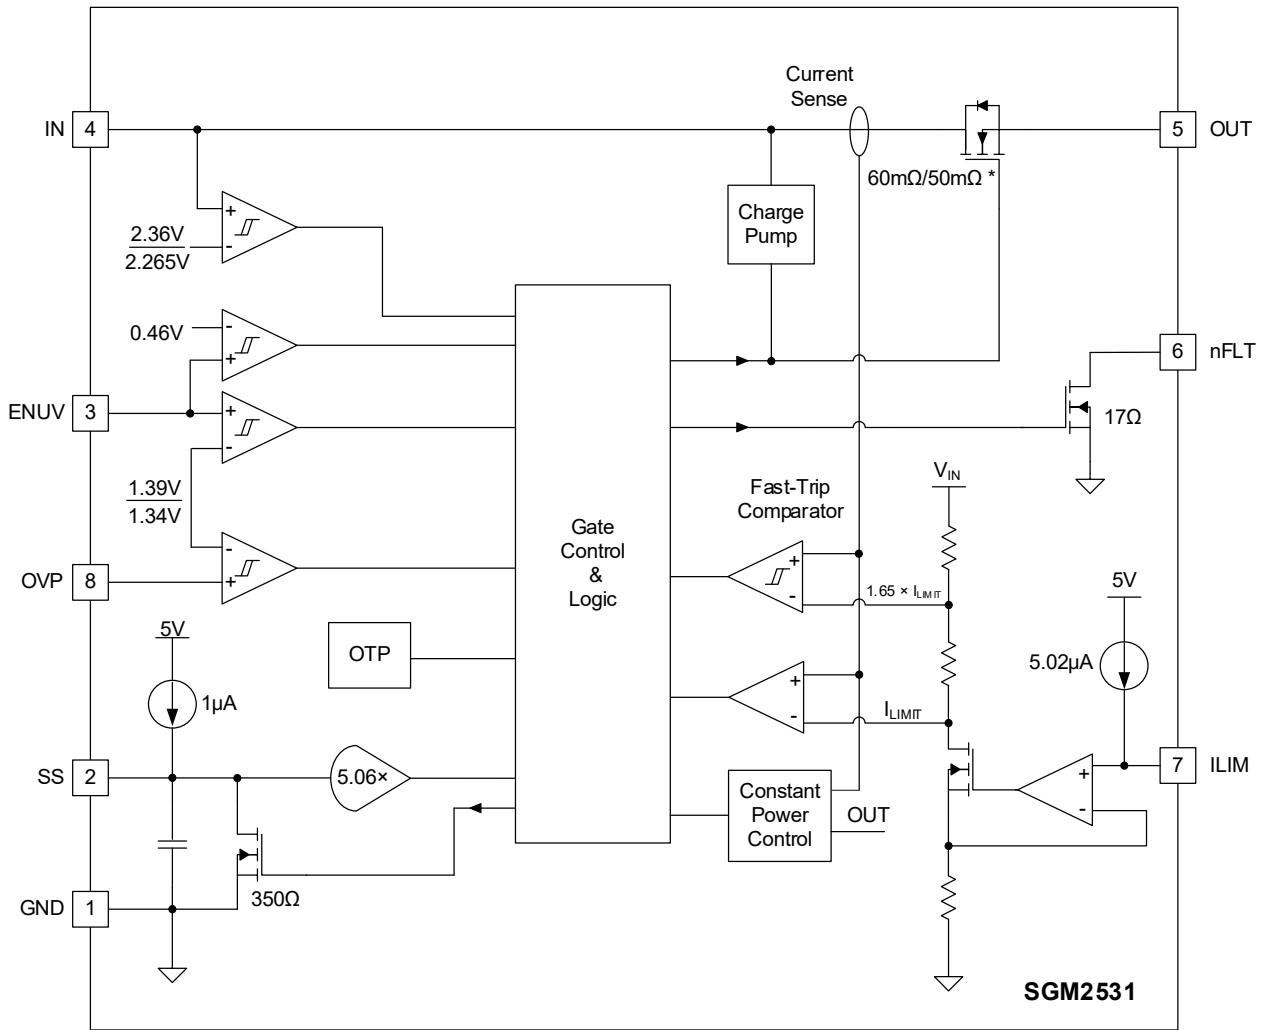 Current
Sense
IN
4
5
OUT
60mΩ/50mΩ *
+
-
2.36V
2.265V
Charge
Pump
0.46V
-
+
6
nFLT
ENUV
3
+
-
17Ω
1.39V
1.34V
VIN
Fast-Trip
Comparator
Gate
Control
&
Logic
OVP
8
-
+
+
-
1.65 × ILIMIT
5V
5V
OTP
5.02µA
1µA
+
-
ILIMIT
SS
2
5.06×
+
-
7
ILIM
Constant
Power
Control
OUT
350Ω
GND
1
SGM2531